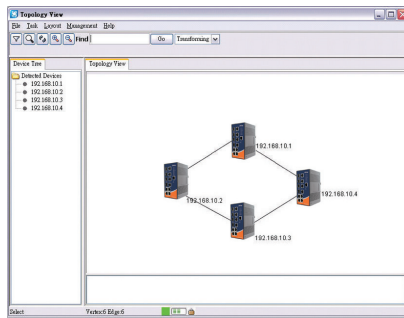 Topology View
File Task Layout Management Help
Find Go Transforming
Device Tree
Topology View
Detected Devices
192.168.10.1
192.168.10.2
192.168.10.3
192.168.10.4
192.168.10.1
192.168.10.2
192.168.10.4
192.168.10.3
Select Vertex:6 Edge:6